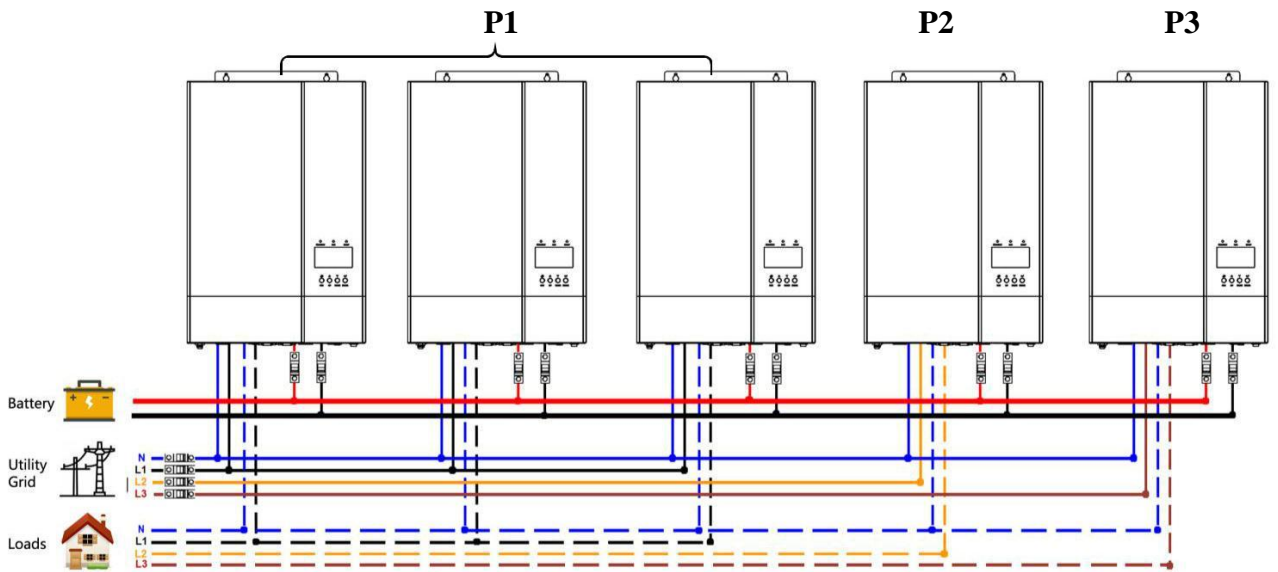 P1
P2
P3
Battery
+ −
Utility
Grid
N
L1
L2
L3
Loads
N
L1
L2
L3